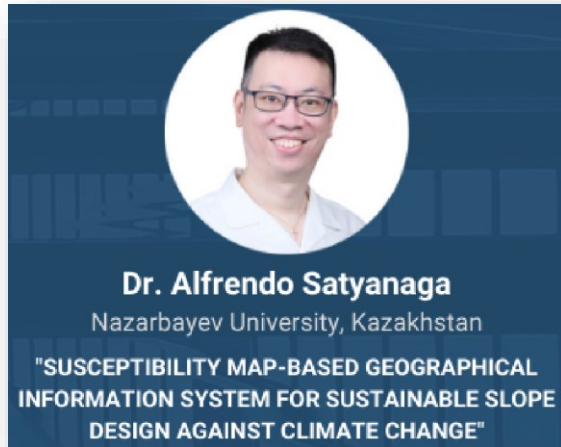 Dr. Alfrendo Satyanaga
Nazarbayev University, Kazakhstan
"SUSCEPTIBILITY MAP-BASED GEOGRAPHICAL
INFORMATION SYSTEM FOR SUSTAINABLE SLOPE
DESIGN AGAINST CLIMATE CHANGE"